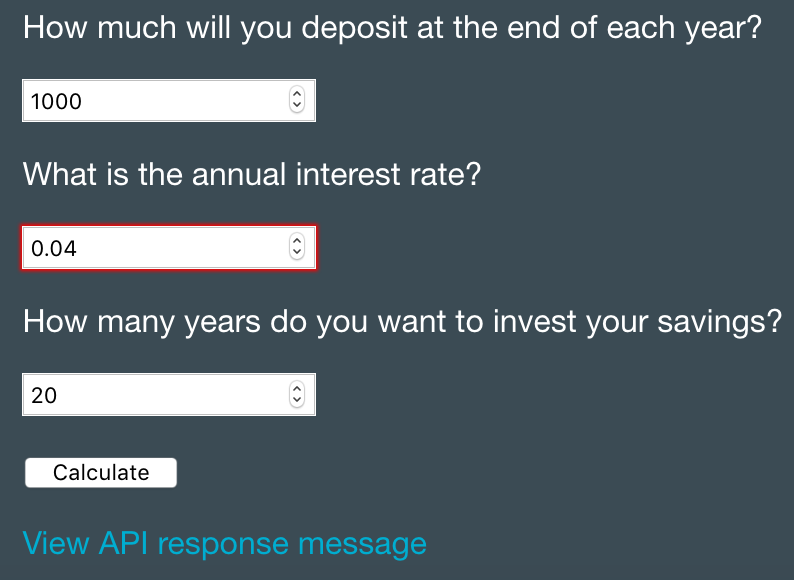 How much will you deposit at the end of each year?
1000
What is the annual interest rate?
0.04
How many years do you want to invest your savings?
20
Calculate
View API response message